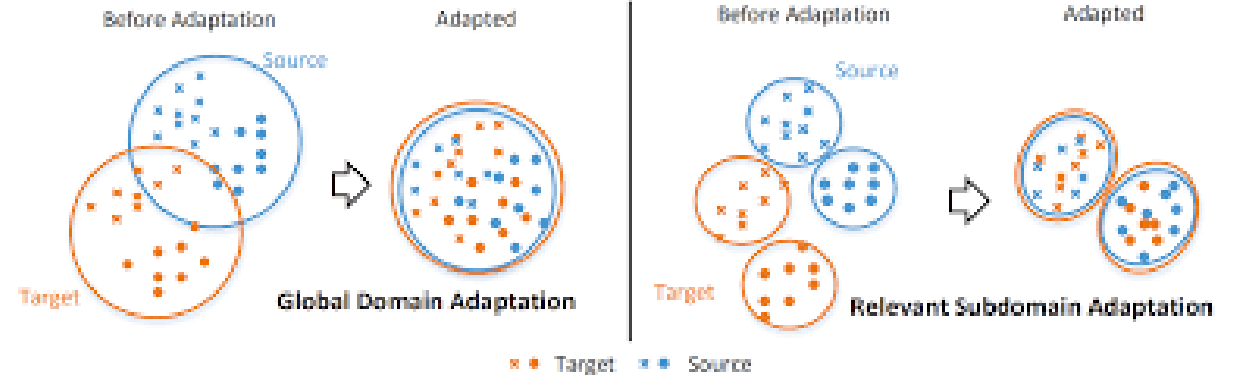 Before Adaptation
Adapted
Source
Target
Global Domain Adaptation
Before Adaptation
Adapted
Source
Target
Relevant Subdomain Adaptation
Target
Source